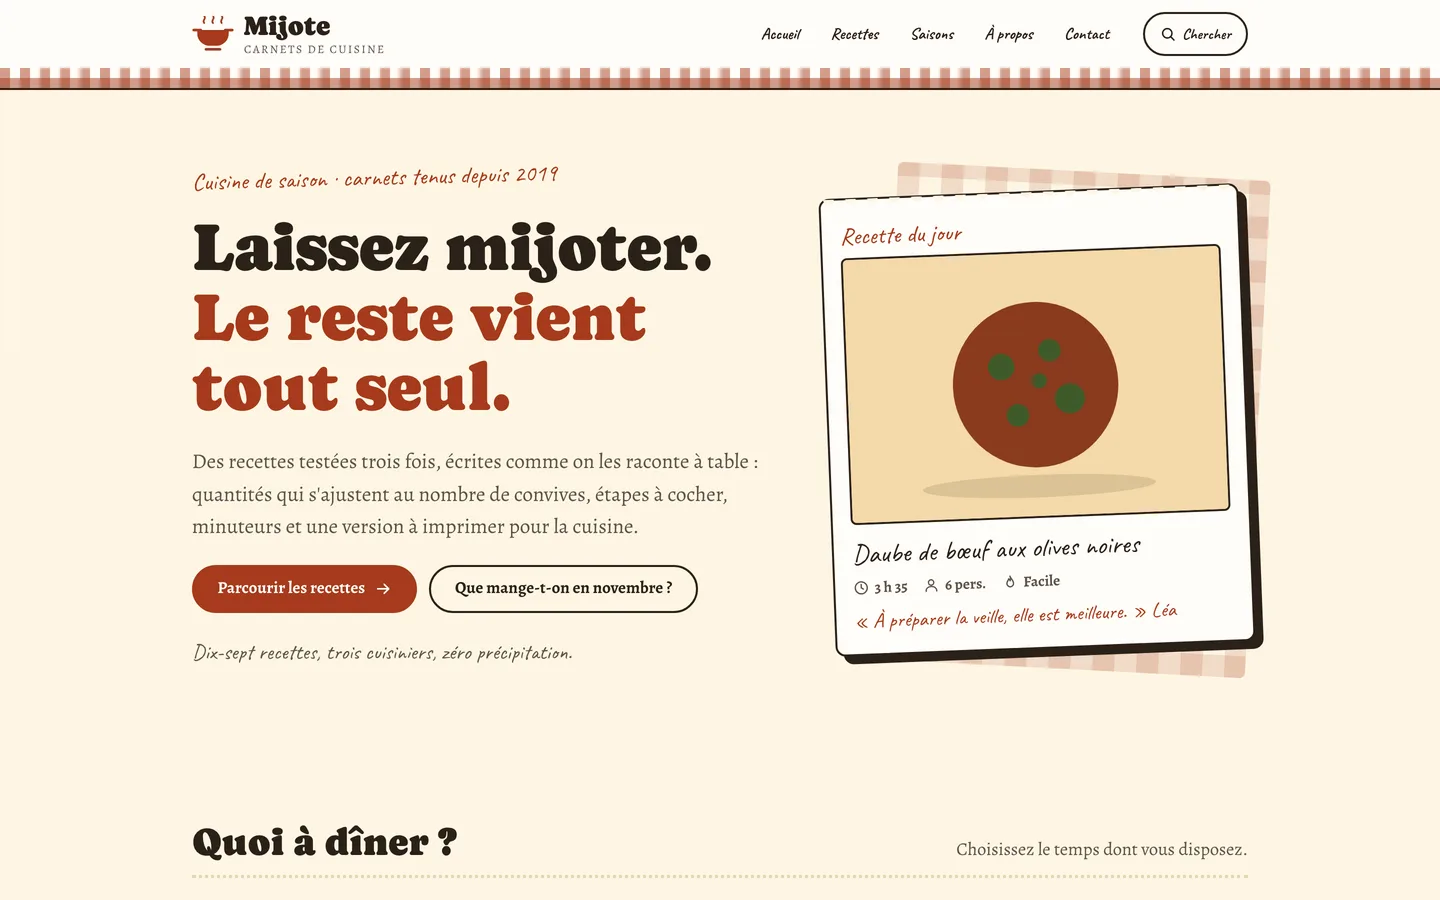 Mijote
CARNETS DE CUISINE
Accueil
Recettes
Saisons
À propos
Contact
Chercher
Cuisine de saison · carnets tenus depuis 2019
Laissez mijoter.
Le reste vient
tout seul.
Des recettes testées trois fois, écrites comme on les raconte à table :
quantités qui s'ajustent au nombre de convives, étapes à cocher,
minuteurs et une version à imprimer pour la cuisine.
Parcourir les recettes →
Que mange-t-on en novembre ?
Dix-sept recettes, trois cuisiniers, zéro précipitation.
Recette du jour
Daube de bœuf aux olives noires
3 h 35
6 pers.
Facile
« À préparer la veille, elle est meilleure. » Léa
Quoi à dîner ?
Choisissez le temps dont vous disposez.